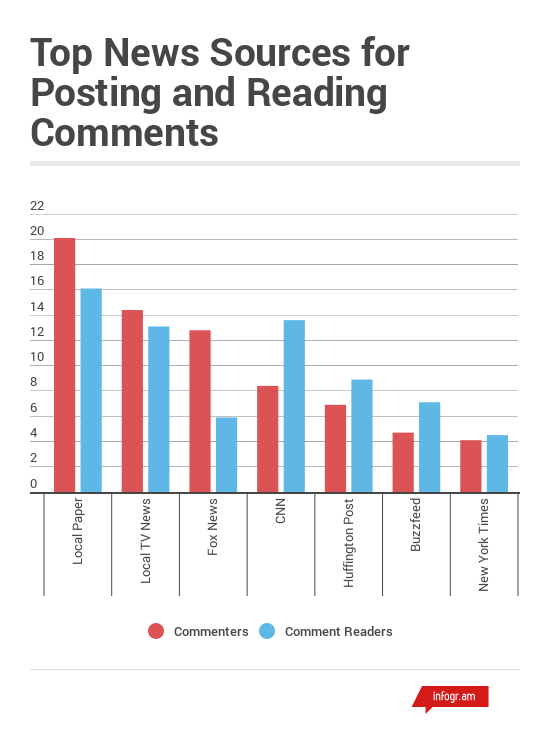 Top News Sources for
Posting and Reading
Comments
22
20
18
16
14
12
10
8
6
4
2
0
Local Paper
Local TV News
Fox News
CNN
Huffington Post
Buzzfeed
New York Times
Commenters
Comment Readers
infogr.am